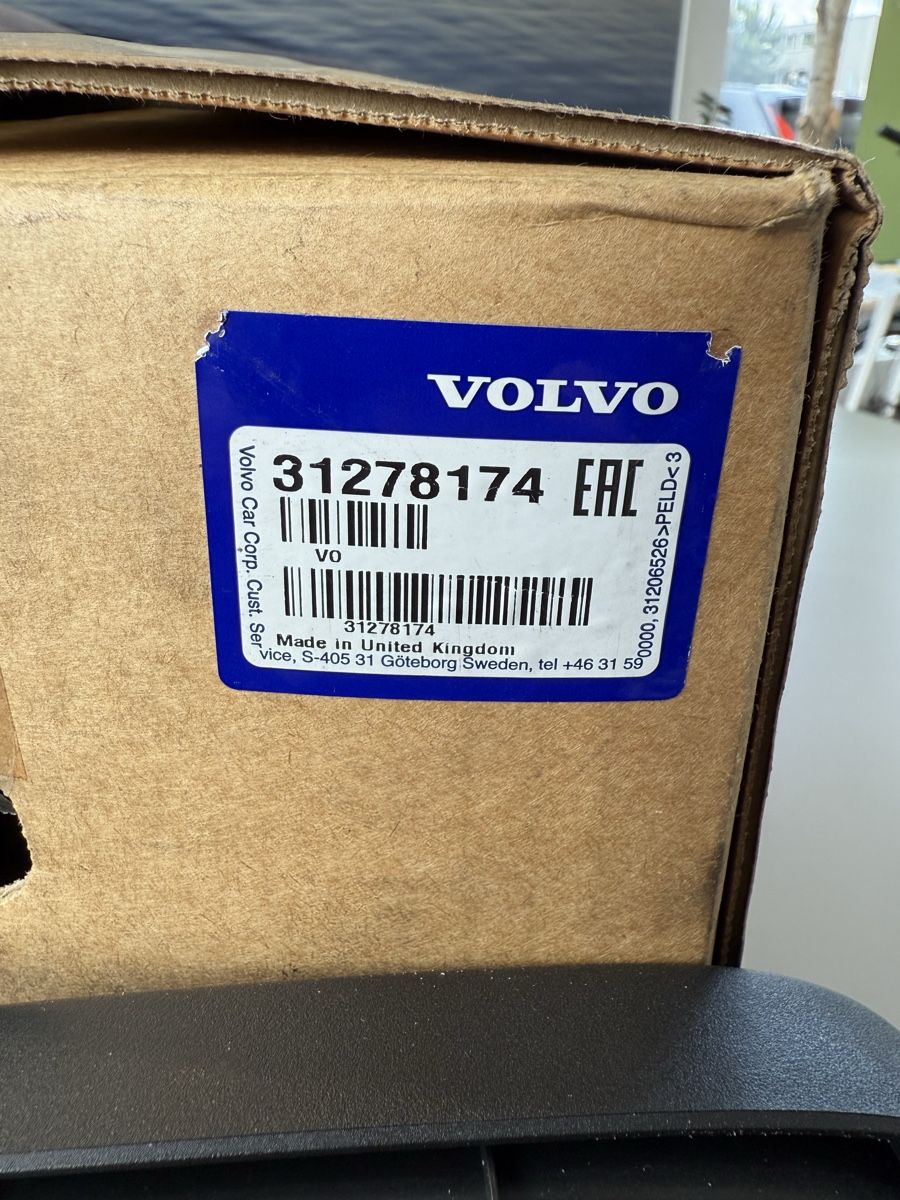 VOLVO
31278174 EAC
VO
31278174
Made in United Kingdom
Volvo Car Corp. Cust. Ser
vice, S-405 31 Göteborg Sweden, tel +46 31 59
0000, 31206526>PELD<3